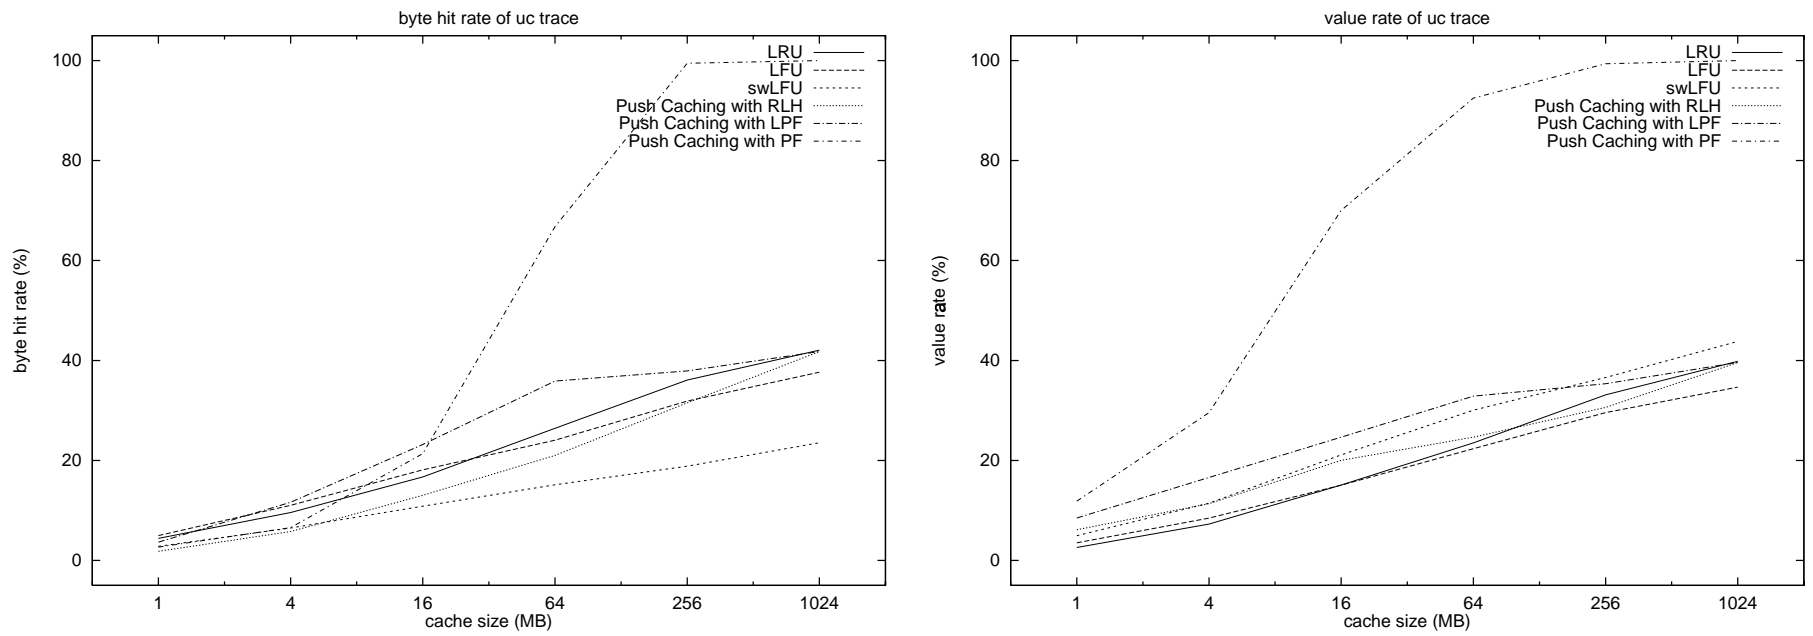 byte hit rate of uc trace
byte hit rate (%)
100
80
60
40
20
0
1 4 16 64 256 1024
cache size (MB)
LRU
LFU
swLFU
Push Caching with RLH
Push Caching with LPF
Push Caching with PF
value rate of uc trace
value rate (%)
100
80
60
40
20
0
1 4 16 64 256 1024
cache size (MB)
LRU
LFU
swLFU
Push Caching with RLH
Push Caching with LPF
Push Caching with PF